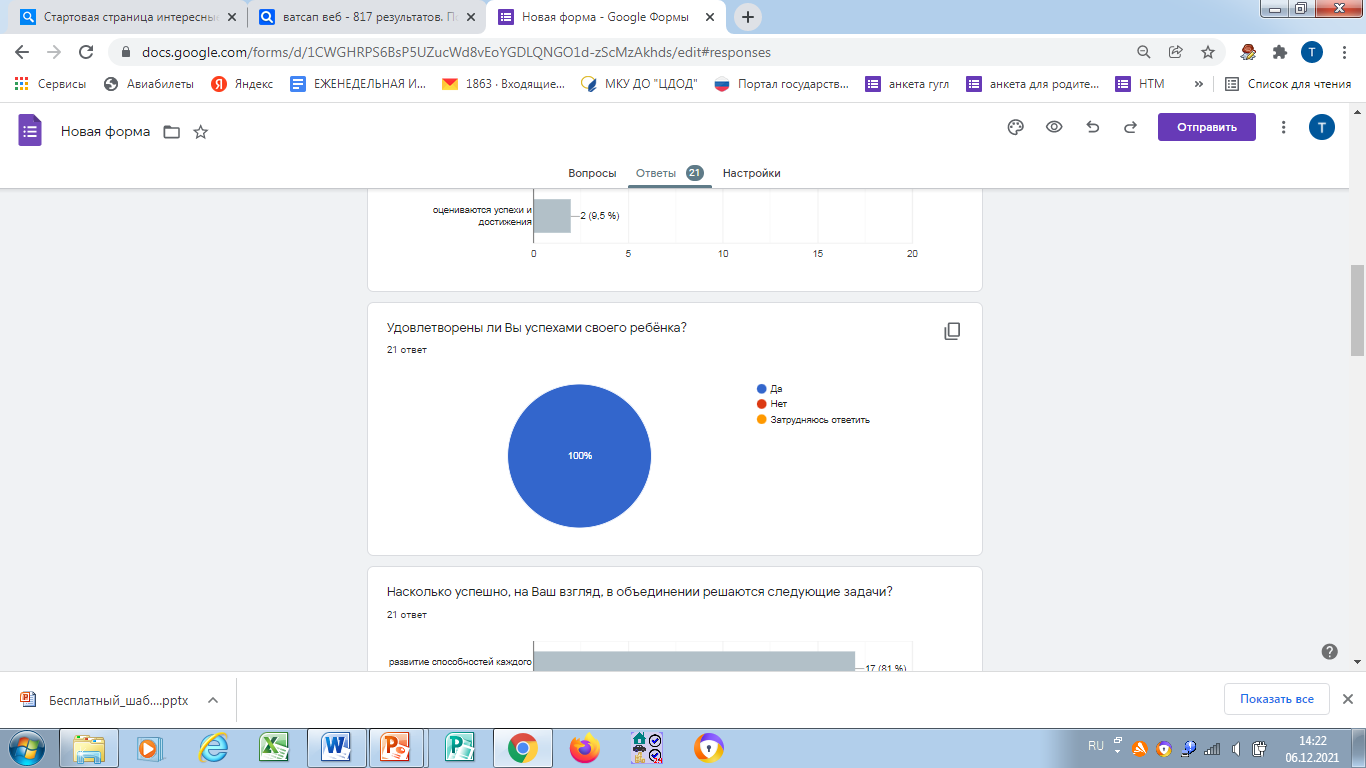 Стартовая страница интересны
ватсап веб - 817 результатов. П
Новая форма - Google Формы
docs.google.com/forms/d/1CWGHRPS6BsP5UZucWd8vEoYGDLQNGO1d-zScMzAkhds/edit#responses
Т
Сервисы
Авиабилеты
Яндекс
ЕЖЕНЕДЕЛЬНАЯ И...
1863 · Входящие...
МКУ ДО "ЦДОД"
Портал государств...
анкета гугл
анкета для родите...
НТМ
»
Список для чтения
Новая форма
Отправить
Т
Вопросы
Ответы 21
Настройки
оцениваются успехи и
достижения
2 (9,5 %)
0 5 10 15 20
Удовлетворены ли Вы успехами своего ребёнка?
21 ответ
100%
Да
Нет
Затрудняюсь ответить
Насколько успешно, на Ваш взгляд, в объединении решаются следующие задачи?
21 ответ
развитие способностей каждого
17 (81 %)
Бесплатный_шаб....pptx
Показать все
RU
14:22
06.12.2021